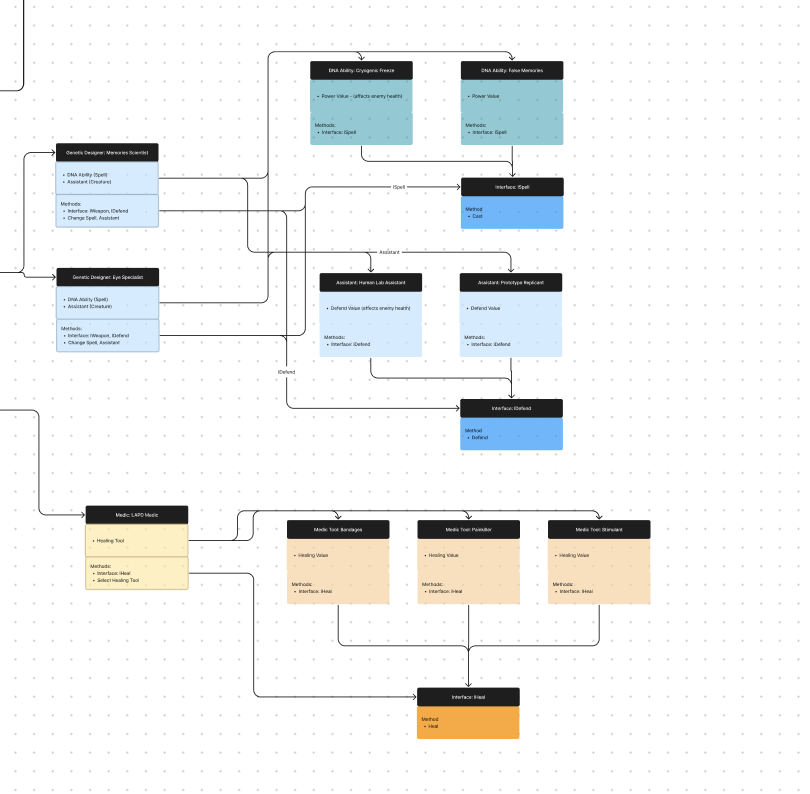 DNA Ability: Cryogenic Freeze
• Power Value - (affects enemy health)
Methods:
• Interface: ISpell
DNA Ability: False Memories
• Power Value
Methods:
• Interface: ISpell
Genetic Designer: Memories Scientist
• DNA Ability (Spell)
• Assistant (Creature)
Methods:
• Interface: IWeapon, IDefend
• Change Spell, Assistant
ISpell
Interface: ISpell
Method
• Cast
Assistant
Genetic Designer: Eye Specialist
• DNA Ability (Spell)
• Assistant (Creature)
Methods:
• Interface: IWeapon, IDefend
• Change Spell, Assistant
Assistant: Human Lab Assistant
• Defend Value (affects enemy health)
Methods:
• Interface: IDefend
Assistant: Prototype Replicant
• Defend Value
Methods:
• Interface: IDefend
IDefend
Interface: IDefend
Method
• Defend
Medic: LAPD Medic
• Healing Tool
Methods:
• Interface: IHeal
• Select Healing Tool
Medic Tool: Bandages
• Healing Value
Methods:
• Interface: IHeal
Medic Tool: Painkiller
• Healing Value
Methods:
• Interface: IHeal
Medic Tool: Stimulant
• Healing Value
Methods:
• Interface: IHeal
Interface: IHeal
Method
• Heal